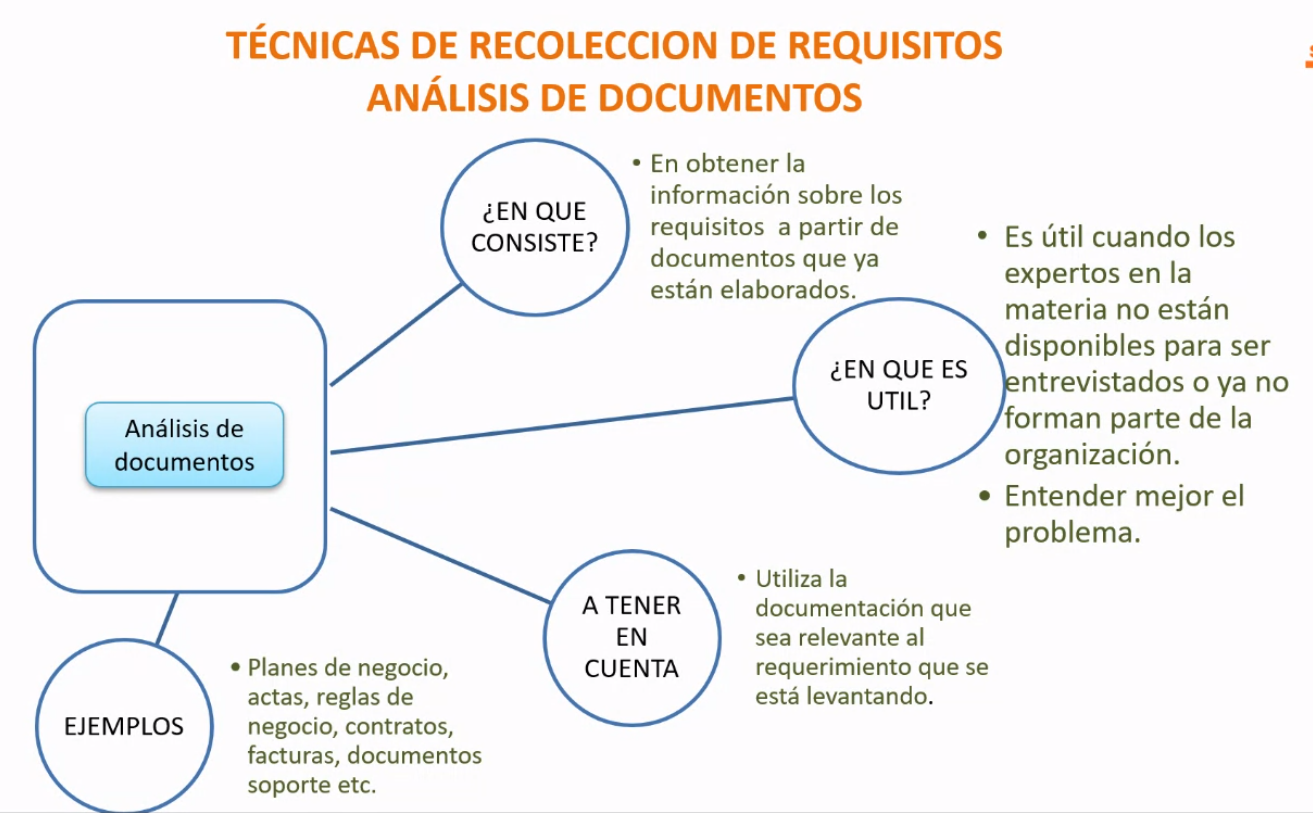 TÉCNICAS DE RECOLECCION DE REQUISITOS
ANÁLISIS DE DOCUMENTOS
¿EN QUE
CONSISTE?
• En obtener la
información sobre los
requisitos a partir de
documentos que ya
están elaborados.
¿EN QUE ES
UTIL?
• Es útil cuando los
expertos en la
materia no están
disponibles para ser
entrevistados o ya no
forman parte de la
organización.
• Entender mejor el
problema.
Análisis de
documentos
A TENER
EN
CUENTA
• Utiliza la
documentación que
sea relevante al
requerimiento que se
está levantando.
EJEMPLOS
• Planes de negocio,
actas, reglas de
negocio, contratos,
facturas, documentos
soporte etc.